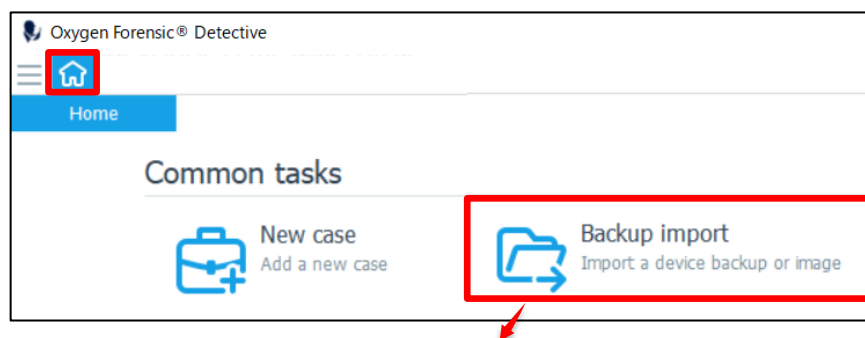 Oxygen Forensic® Detective
Home
Common tasks
New case
Add a new case
Backup import
Import a device backup or image